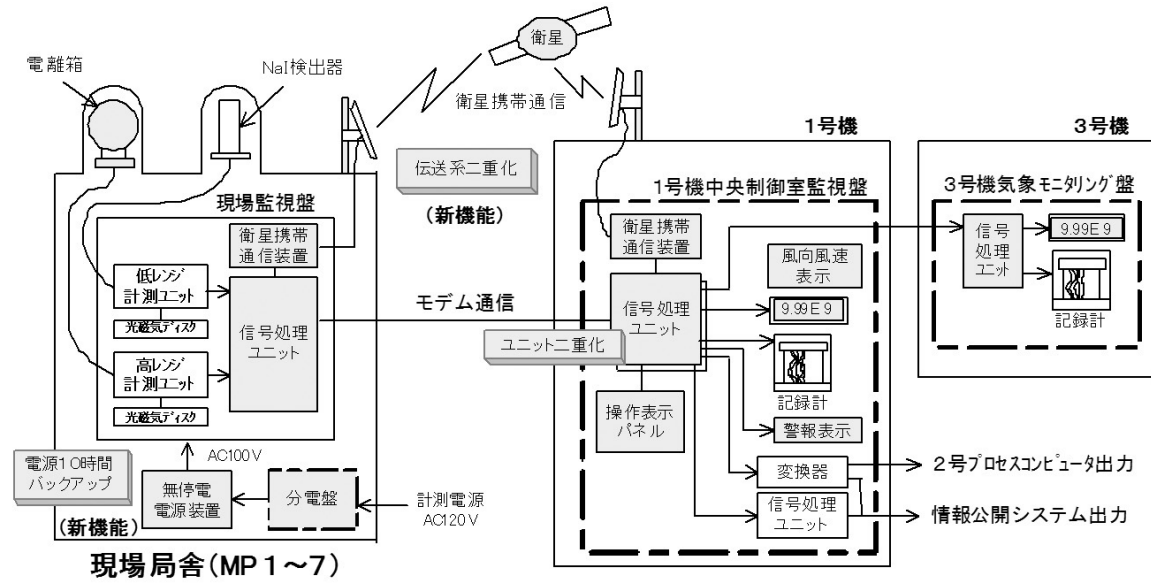 衛星
電離箱
NaI検出器
衛星携帯通信
1号機
3号機
伝送系二重化
(新機能)
現場監視盤
衛星携帯
通信装置
低レンジ
計測ユニット
光磁気ディスク
高レンジ
計測ユニット
光磁気ディスク
信号処理
ユニット
モデム通信
ユニット二重化
1号機中央制御室監視盤
衛星携帯
通信装置
信号処理
ユニット
風向風速
表示
9.99E9
記録計
操作表示
パネル
警報表示
変換器
信号処理
ユニット
3号機気象モニタリング盤
信号
処理
ユニット
9.99E9
記録計
2号プロセスコンピュータ出力
情報公開システム出力
電源10時間
バックアップ
(新機能)
AC100V
無停電
電源装置
分電盤
計測電源
AC120V
現場局舎(MP1～7)